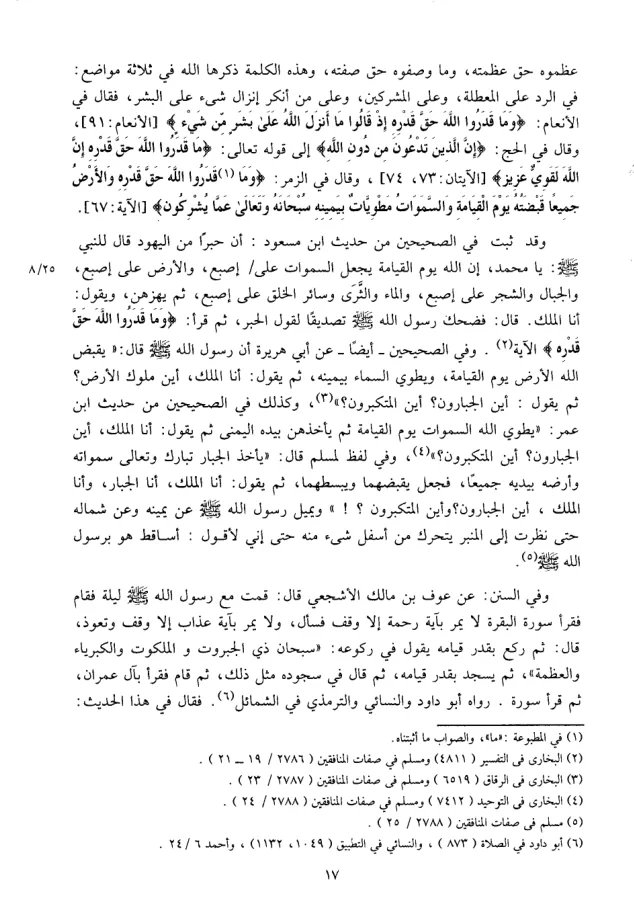 عظموه حق عظمته، وما وصفوه حق صفته، وهذه الكلمة ذكرها الله في ثلاثة مواضع:
في الرد على المعطلة، وعلى المشركين، وعلى من أنكر إنزال شىء على البشر، فقال في
الأنعام: ﴿وَمَا قَدَرُوا اللَّهَ حَقَّ قَدْرِهِ إِذْ قَالُوا مَا أَنزَلَ اللَّهُ عَلَىٰ بَشَرٍ مِّن شَيْءٍ﴾ [الأنعام:٩١]،
وقال في الحج: ﴿إِنَّ الَّذِينَ تَدْعُونَ مِن دُونِ اللَّهِ﴾ إلى قوله تعالى: ﴿مَا قَدَرُوا اللَّهَ حَقَّ قَدْرِهِ إِنَّ
اللَّهَ لَقَوِيٌّ عَزِيزٌ﴾ [الآيتان:٧٣، ٧٤] ، وقال في الزمر: ﴿وَمَا (١)قَدَرُوا اللَّهَ حَقَّ قَدْرِهِ وَالأَرْضُ
جَمِيعًا قَبْضَتُهُ يَوْمَ الْقِيَامَةِ وَالسَّمَوَاتُ مَطْوِيَّاتٌ بِيَمِينِهِ سُبْحَانَهُ وَتَعَالَىٰ عَمَّا يُشْرِكُونَ﴾ [الآية:٦٧].
وقد ثبت في الصحيحين من حديث ابن مسعود : أن حبرًا من اليهود قال للنبي
ﷺ: يا محمد، إن الله يوم القيامة يجعل السموات على/ إصبع، والأرض على إصبع، ٨/٢٥
والجبال والشجر على إصبع، والماء والثَّرَى وسائر الخلق على إصبع، ثم يهزهن، ويقول:
أنا الملك. قال: فضحك رسول الله ﷺ تصديقًا لقول الحبر، ثم قرأ: ﴿وَمَا قَدَرُوا اللَّهَ حَقَّ
قَدْرِهِ﴾ الآية(٢) . وفي الصحيحين ـ أيضًا ـ عن أبي هريرة أن رسول الله ﷺ قال:« يقبض
الله الأرض يوم القيامة، ويطوي السماء بيمينه، ثم يقول: أنا الملك، أين ملوك الأرض؟
ثم يقول : أين الجبارون؟ أين المتكبرون؟»(٣)، وكذلك في الصحيحين من حديث ابن
عمر: «يطوي الله السموات يوم القيامة ثم يأخذهن بيده اليمنى ثم يقول: أنا الملك، أين
الجبارون؟ أين المتكبرون؟»(٤)، وفي لفظ لمسلم قال: «يأخذ الجبار تبارك وتعالى سمواته
وأرضه بيديه جميعًا، فجعل يقبضهما ويبسطهما، ثم يقول: أنا الملك، أنا الجبار، وأنا
الملك ، أين الجبارون؟وأين المتكبرون ؟ ! » ويميل رسول الله ﷺ عن يمينه وعن شماله
حتى نظرت إلى المنبر يتحرك من أسفل شىء منه حتى إني لأقول : أساقط هو برسول
الله ﷺ(٥).
وفي السنن: عن عوف بن مالك الأشجعي قال: قمت مع رسول الله ﷺ ليلة فقام
فقرأ سورة البقرة لا يمر بآية رحمة إلا وقف فسأل، ولا يمر بآية عذاب إلا وقف وتعوذ،
قال: ثم ركع بقدر قيامه يقول في ركوعه: «سبحان ذي الجبروت و الملكوت والكبرياء
والعظمة»، ثم يسجد بقدر قيامه، ثم قال في سجوده مثل ذلك، ثم قام فقرأ بآل عمران،
ثم قرأ سورة . رواه أبو داود والنسائي والترمذي في الشمائل(٦). فقال في هذا الحديث:
(١) في المطبوعة :«ما»، والصواب ما أثبتناه.
(٢) البخارى فى التفسير (٤٨١١) ومسلم في صفات المنافقين ( ٢٧٨٦ / ١٩ ــ ٢١) .
(٣) البخارى فى الرقاق ( ٦٥١٩) ومسلم في صفات المنافقين ( ٢٧٨٧ / ٢٣ ) .
(٤) البخارى فى التوحيد ( ٧٤١٢ ) ومسلم في صفات المنافقين (٢٧٨٨ / ٢٤ ) .
(٥) مسلم فى صفات المنافقين ( ٢٧٨٨ / ٢٥ ) .
(٦) أبو داود في الصلاة ( ٨٧٣ ) ، والنسائي في التطبيق ( ١٠٤٩، ١١٣٢) ، وأحمد ٦ / ٢٤ .
١٧